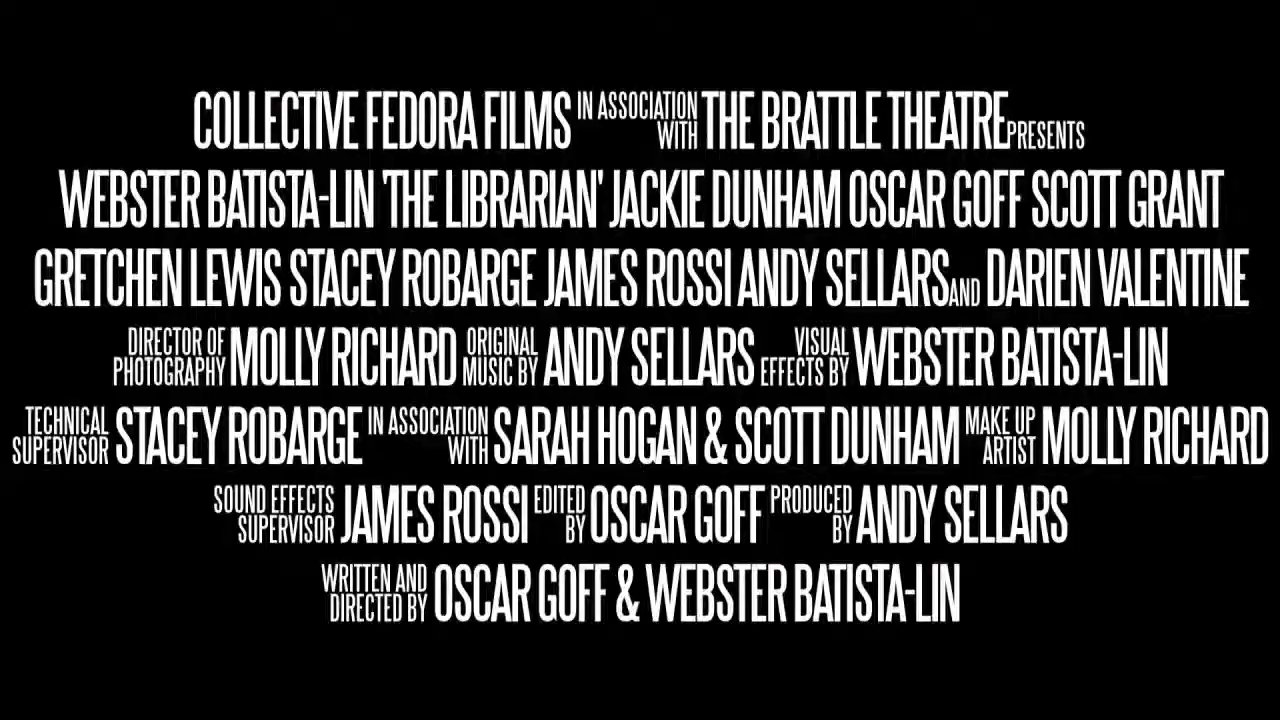 COLLECTIVE FEDORA FILMS IN ASSOCIATION WITH THE BRATTLE THEATRE PRESENTS
WEBSTER BATISTA-LIN 'THE LIBRARIAN' JACKIE DUNHAM OSCAR GOFF SCOTT GRANT
GRETCHEN LEWIS STACEY ROBARGE JAMES ROSSI ANDY SELLARS AND DARIEN VALENTINE
DIRECTOR OF PHOTOGRAPHY MOLLY RICHARD ORIGINAL MUSIC BY ANDY SELLARS VISUAL EFFECTS BY WEBSTER BATISTA-LIN
TECHNICAL SUPERVISOR STACEY ROBARGE IN ASSOCIATION WITH SARAH HOGAN & SCOTT DUNHAM MAKE UP ARTIST MOLLY RICHARD
SOUND EFFECTS SUPERVISOR JAMES ROSSI EDITED BY OSCAR GOFF PRODUCED BY ANDY SELLARS
WRITTEN AND DIRECTED BY OSCAR GOFF & WEBSTER BATISTA-LIN